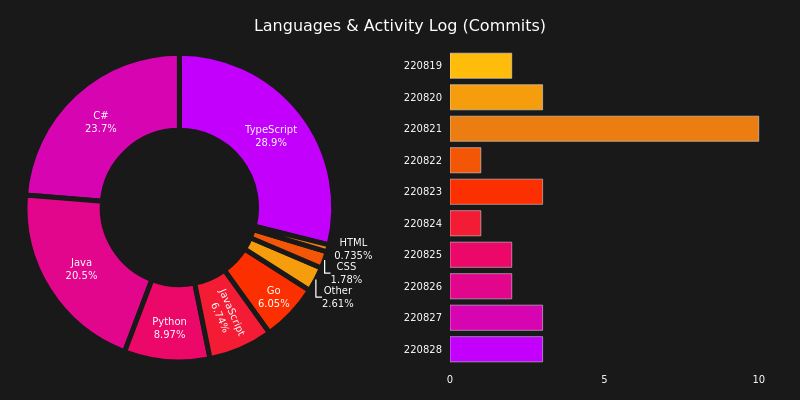 Languages & Activity Log (Commits)
C#
23.7%
TypeScript
28.9%
Java
20.5%
Python
8.97%
JavaScript
6.74%
Go
6.05%
HTML
0.735%
CSS
1.78%
Other
2.61%
220819
220820
220821
220822
220823
220824
220825
220826
220827
220828
0
5
10